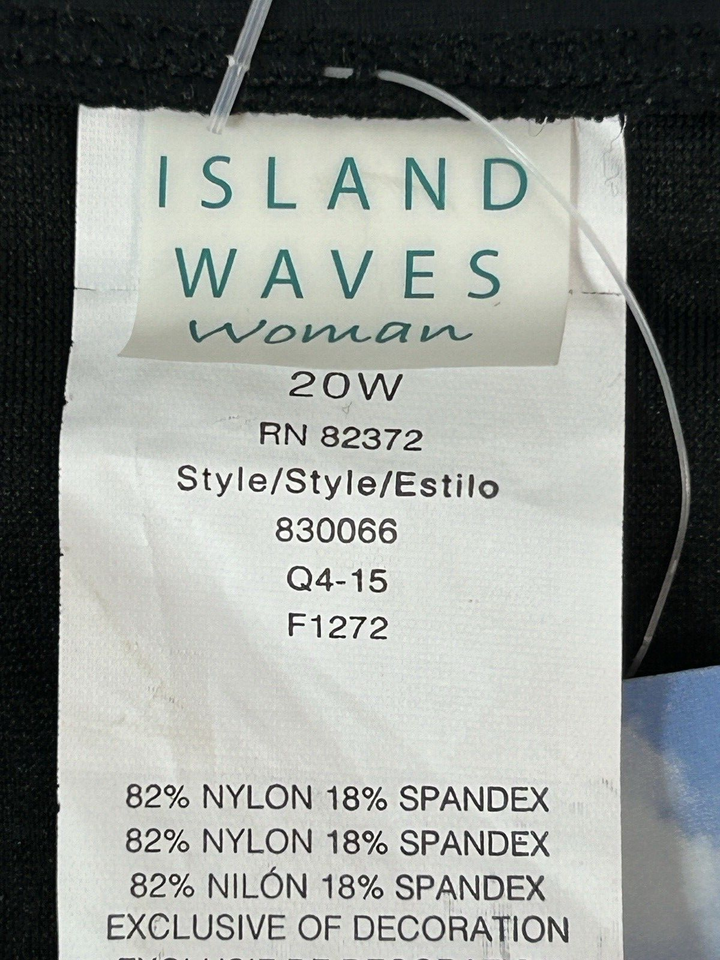 ISLAND
WAVES
Woman
20W
RN 82372
Style/Style/Estilo
830066
Q4-15
F1272
82% NYLON 18% SPANDEX
82% NYLON 18% SPANDEX
82% NILÓN 18% SPANDEX
EXCLUSIVE OF DECORATION